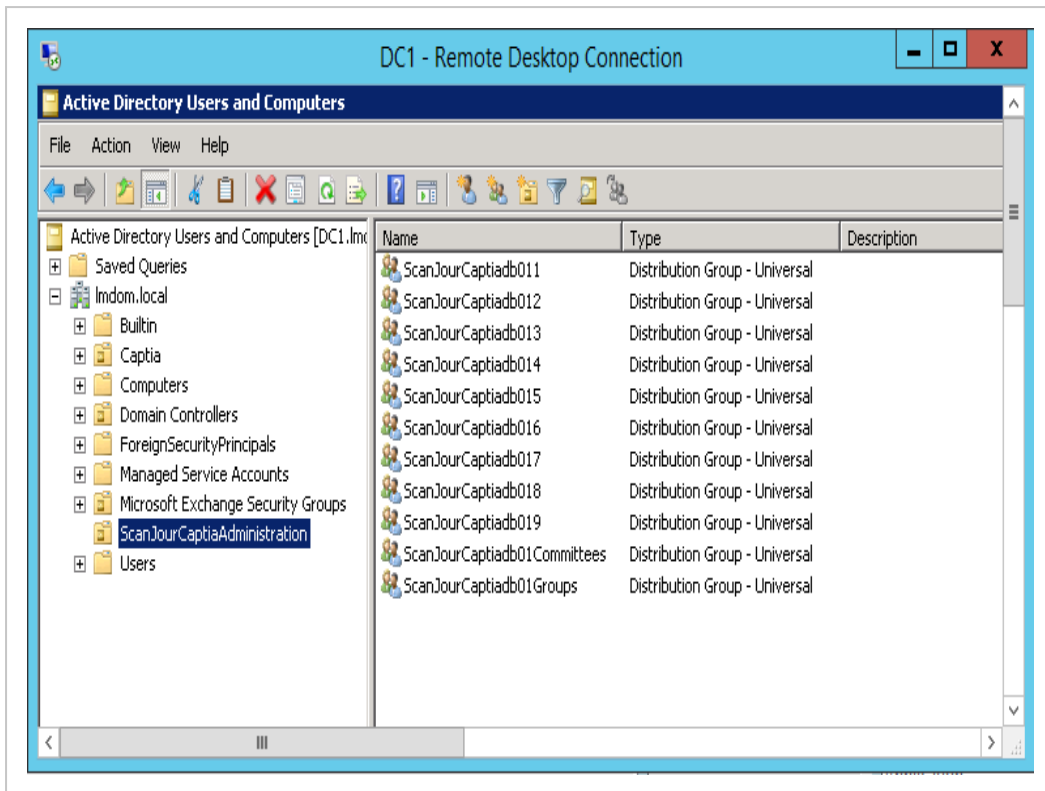 DC1 - Remote Desktop Connection
Active Directory Users and Computers
File Action View Help
Active Directory Users and Computers [DC1.lmd
Name Type Description
Saved Queries
lmdom.local
Builtin
Captia
Computers
Domain Controllers
ForeignSecurityPrincipals
Managed Service Accounts
Microsoft Exchange Security Groups
ScanJourCaptiaAdministration
Users
ScanJourCaptiadb011 Distribution Group - Universal
ScanJourCaptiadb012 Distribution Group - Universal
ScanJourCaptiadb013 Distribution Group - Universal
ScanJourCaptiadb014 Distribution Group - Universal
ScanJourCaptiadb015 Distribution Group - Universal
ScanJourCaptiadb016 Distribution Group - Universal
ScanJourCaptiadb017 Distribution Group - Universal
ScanJourCaptiadb018 Distribution Group - Universal
ScanJourCaptiadb019 Distribution Group - Universal
ScanJourCaptiadb01Committees Distribution Group - Universal
ScanJourCaptiadb01Groups Distribution Group - Universal